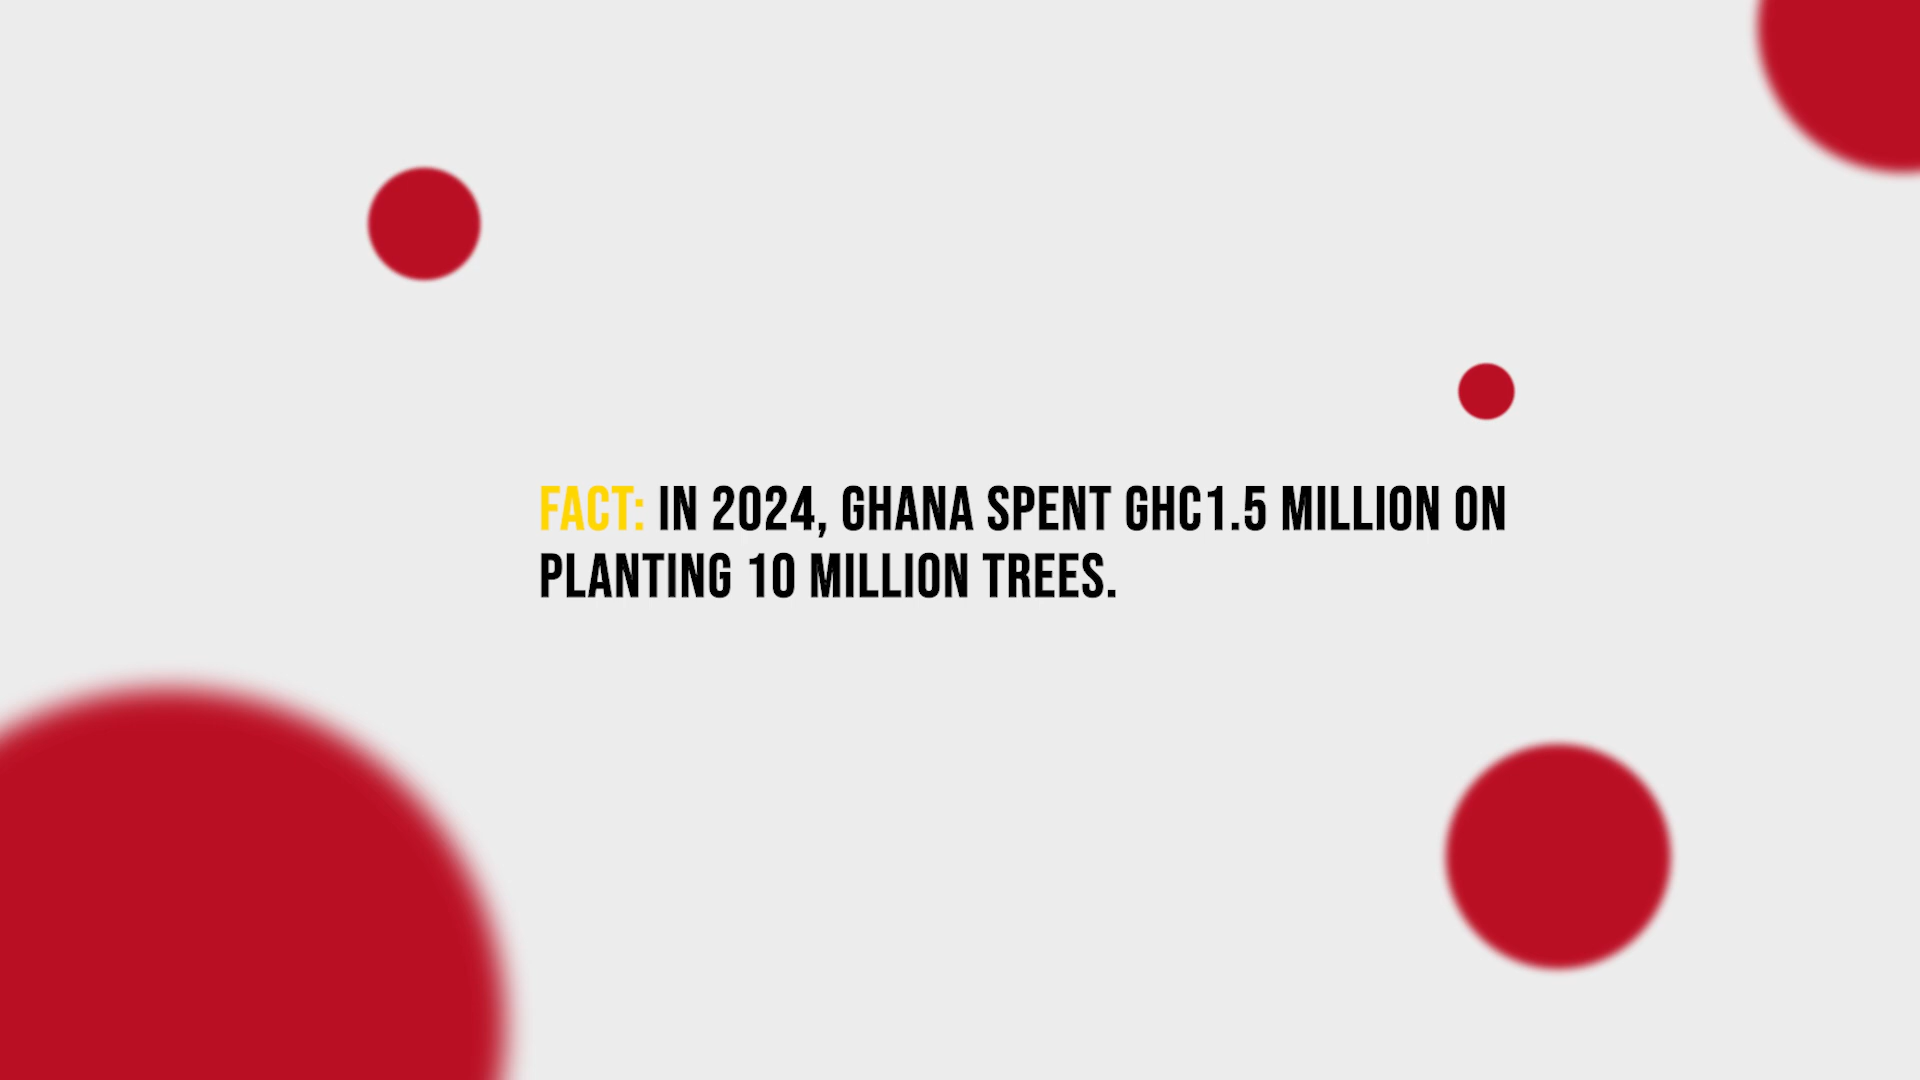 FACT: IN 2024, GHANA SPENT GHC1.5 MILLION ON
PLANTING 10 MILLION TREES.